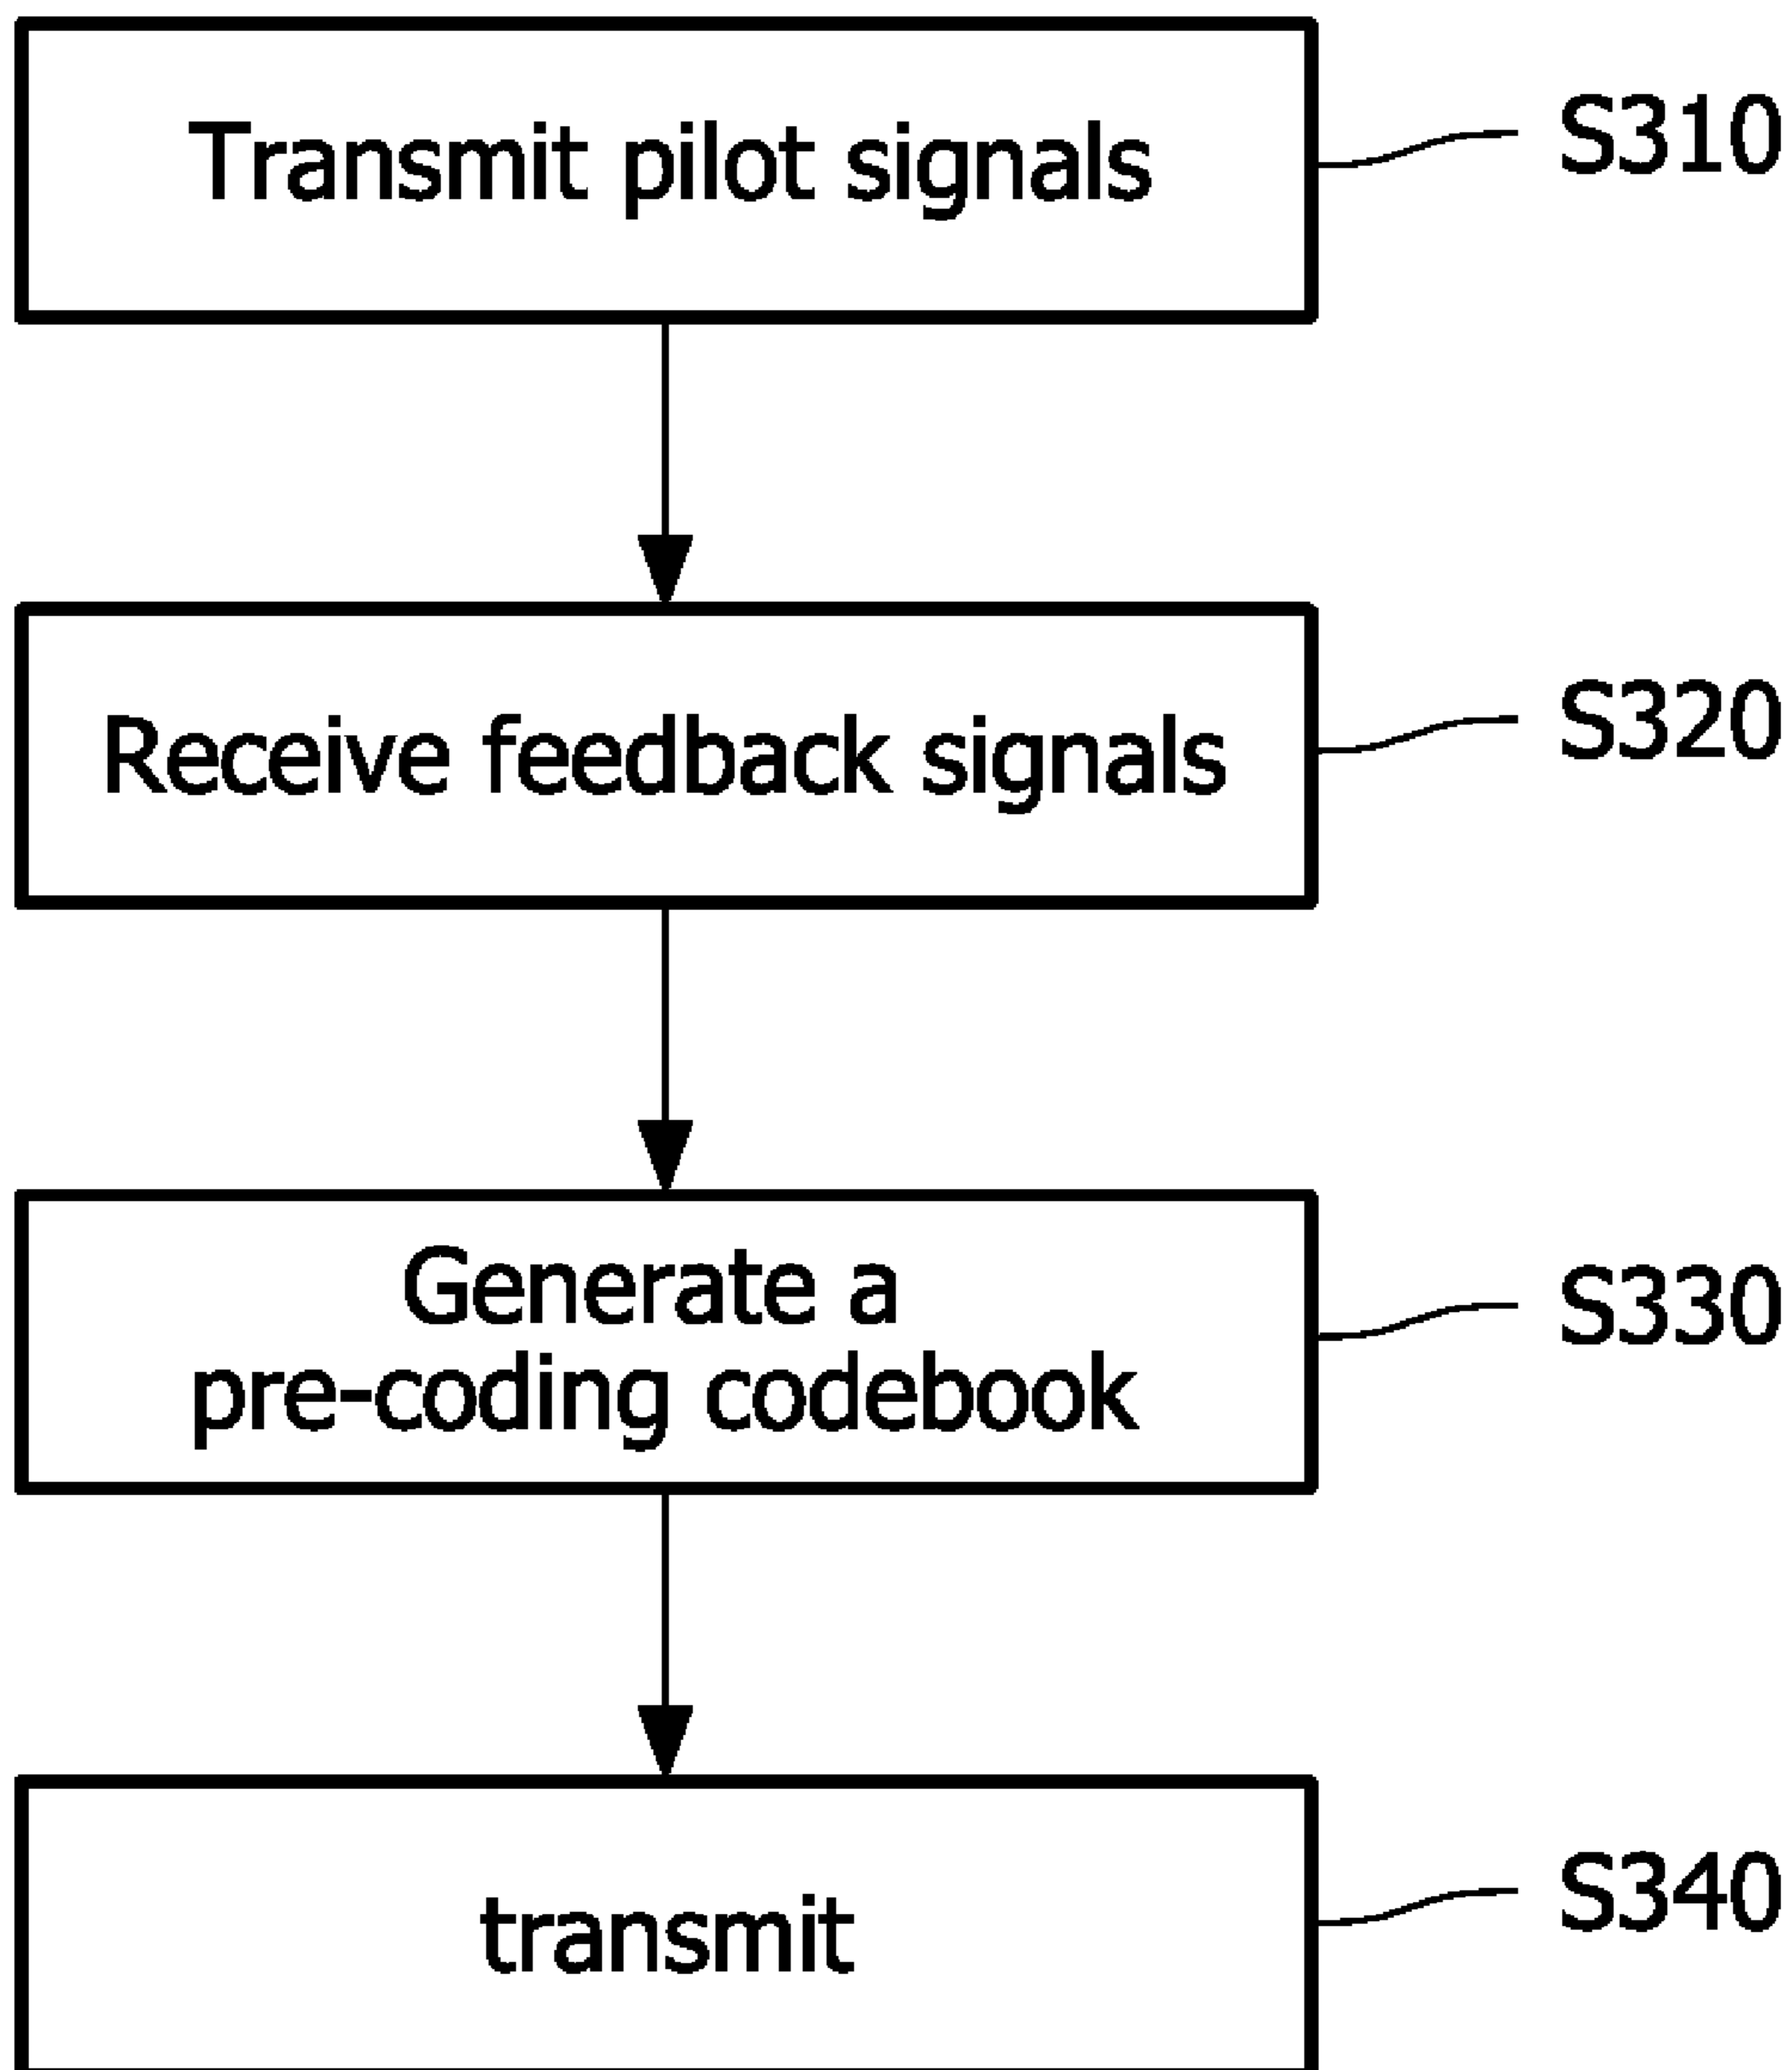 Transmit pilot signals
S310
Receive feedback signals
S320
Generate a
pre-coding codebook
S330
transmit
S340